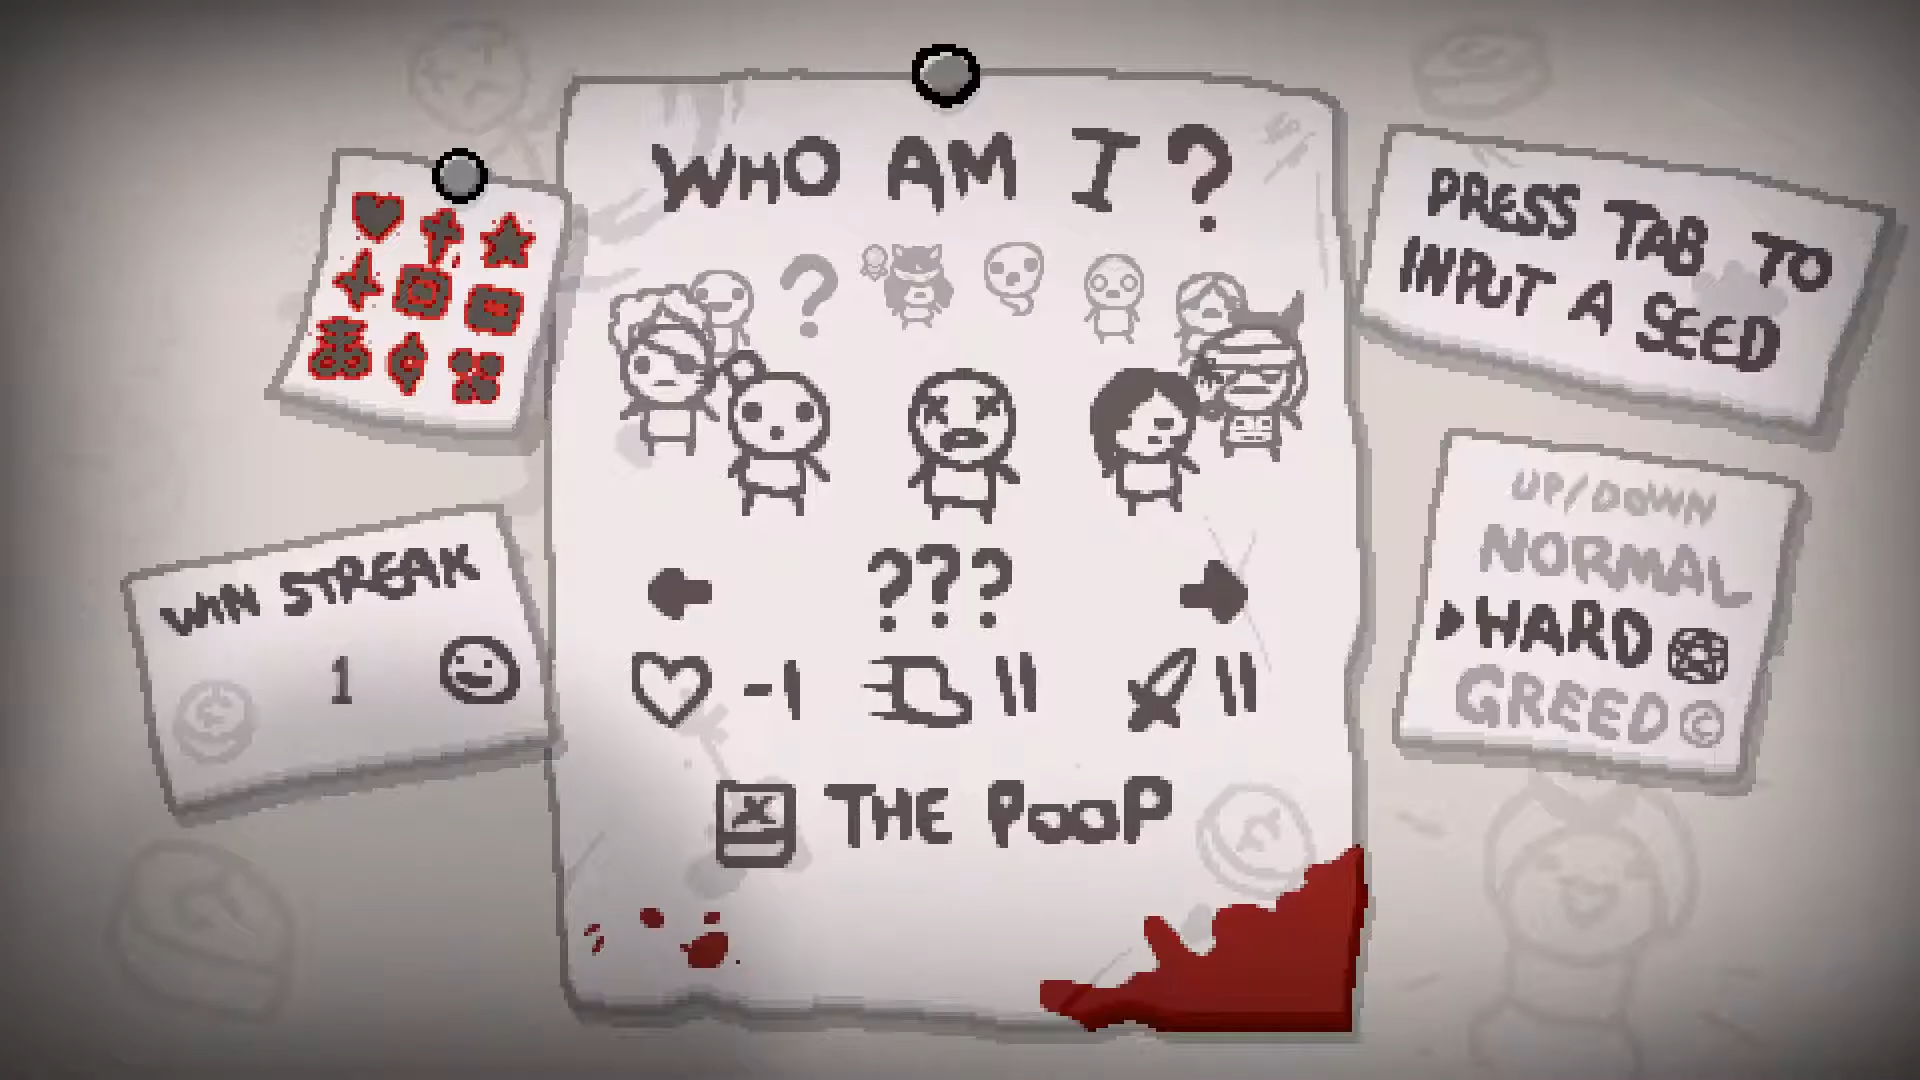 WHO AM I?
PRESS TAB TO
INPUT A SEED
WIN STREAK
1
UP/DOWN
NORMAL
HARD
GREED
???
-1
THE POOP